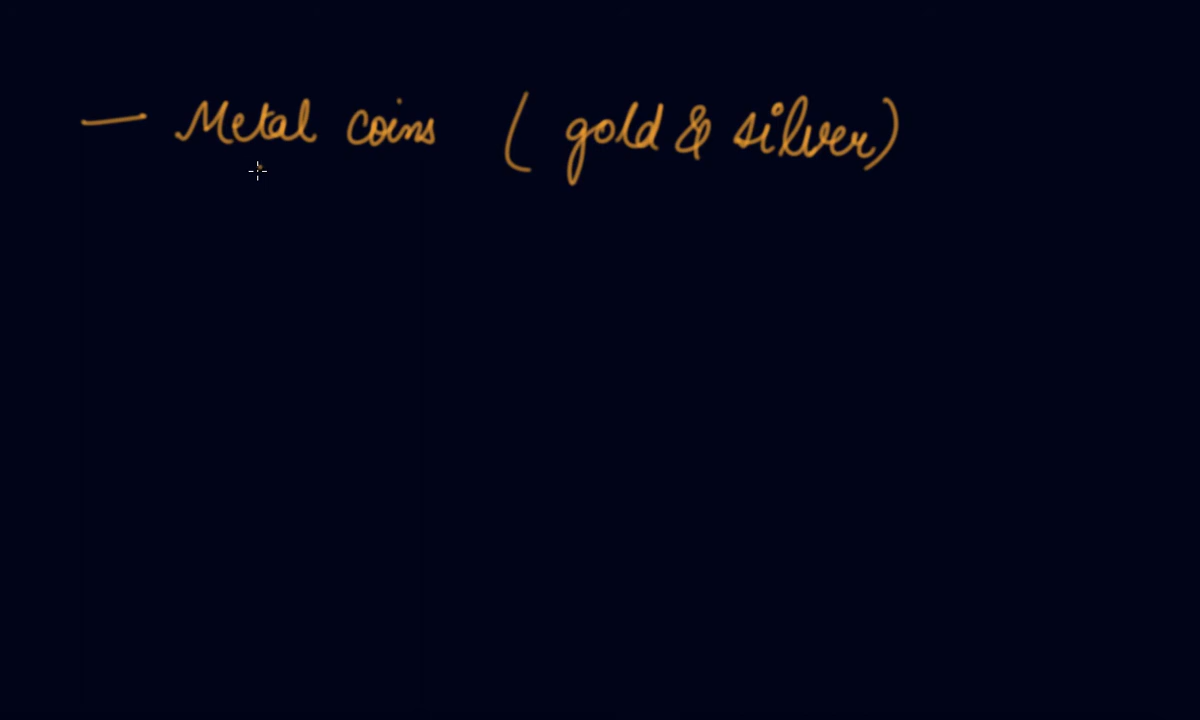 — Metal coins ( gold & silver)